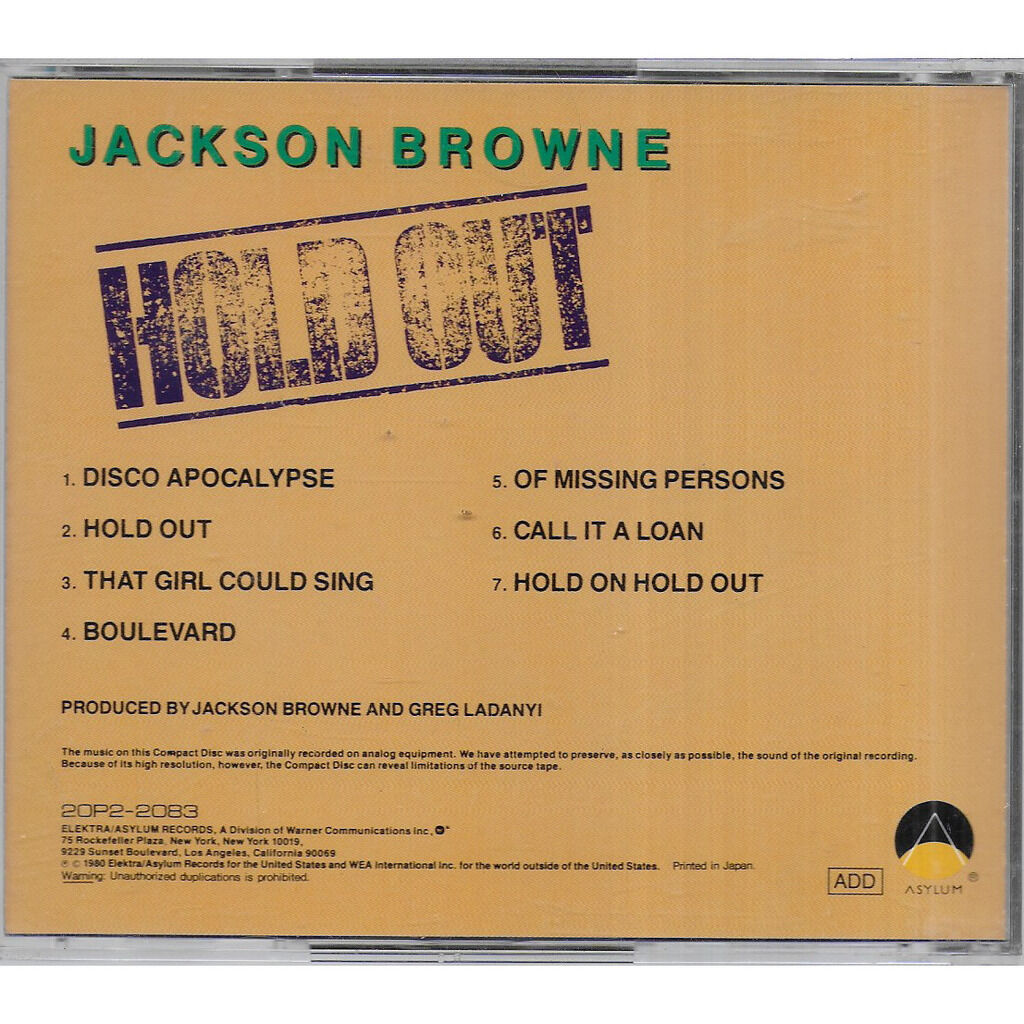 JACKSON BROWNE
HOLD OUT
1. DISCO APOCALYPSE
2. HOLD OUT
3. THAT GIRL COULD SING
4. BOULEVARD
5. OF MISSING PERSONS
6. CALL IT A LOAN
7. HOLD ON HOLD OUT
PRODUCED BY JACKSON BROWNE AND GREG LADANYI
The music on this Compact Disc was originally recorded on analog equipment. We have attempted to preserve, as closely as possible, the sound of the original recording.
Because of its high resolution, however, the Compact Disc can reveal limitations of the source tape.
20P2-2083
ELEKTRA/ASYLUM RECORDS, A Division of Warner Communications Inc.,
75 Rockefeller Plaza, New York, New York 10019,
9229 Sunset Boulevard, Los Angeles, California 90069
℗ © 1980 Elektra/Asylum Records for the United States and WEA International Inc. for the world outside of the United States. Printed in Japan.
Warning: Unauthorized duplications is prohibited.
ADD
ASYLUM ®